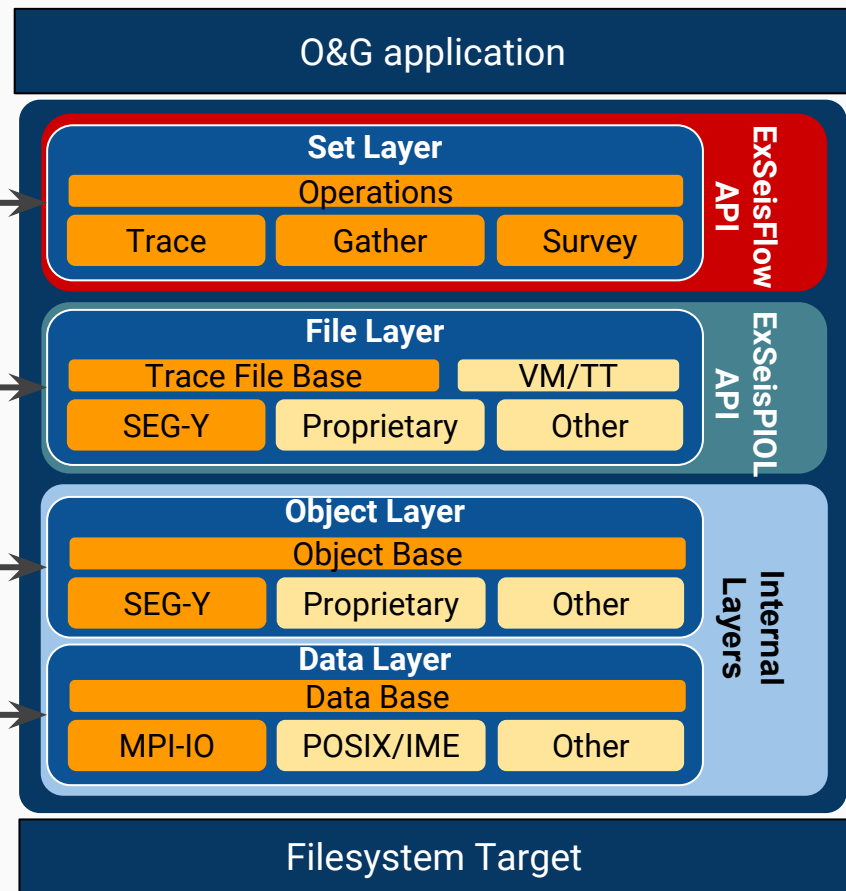 O&G application
Set Layer
Operations
Trace
Gather
Survey
ExSeisFlow
API
File Layer
Trace File Base
VM/TT
SEG-Y
Proprietary
Other
ExSeisPIOL
API
Object Layer
Object Base
SEG-Y
Proprietary
Other
Data Layer
Data Base
MPI-IO
POSIX/IME
Other
Internal
Layers
Filesystem Target